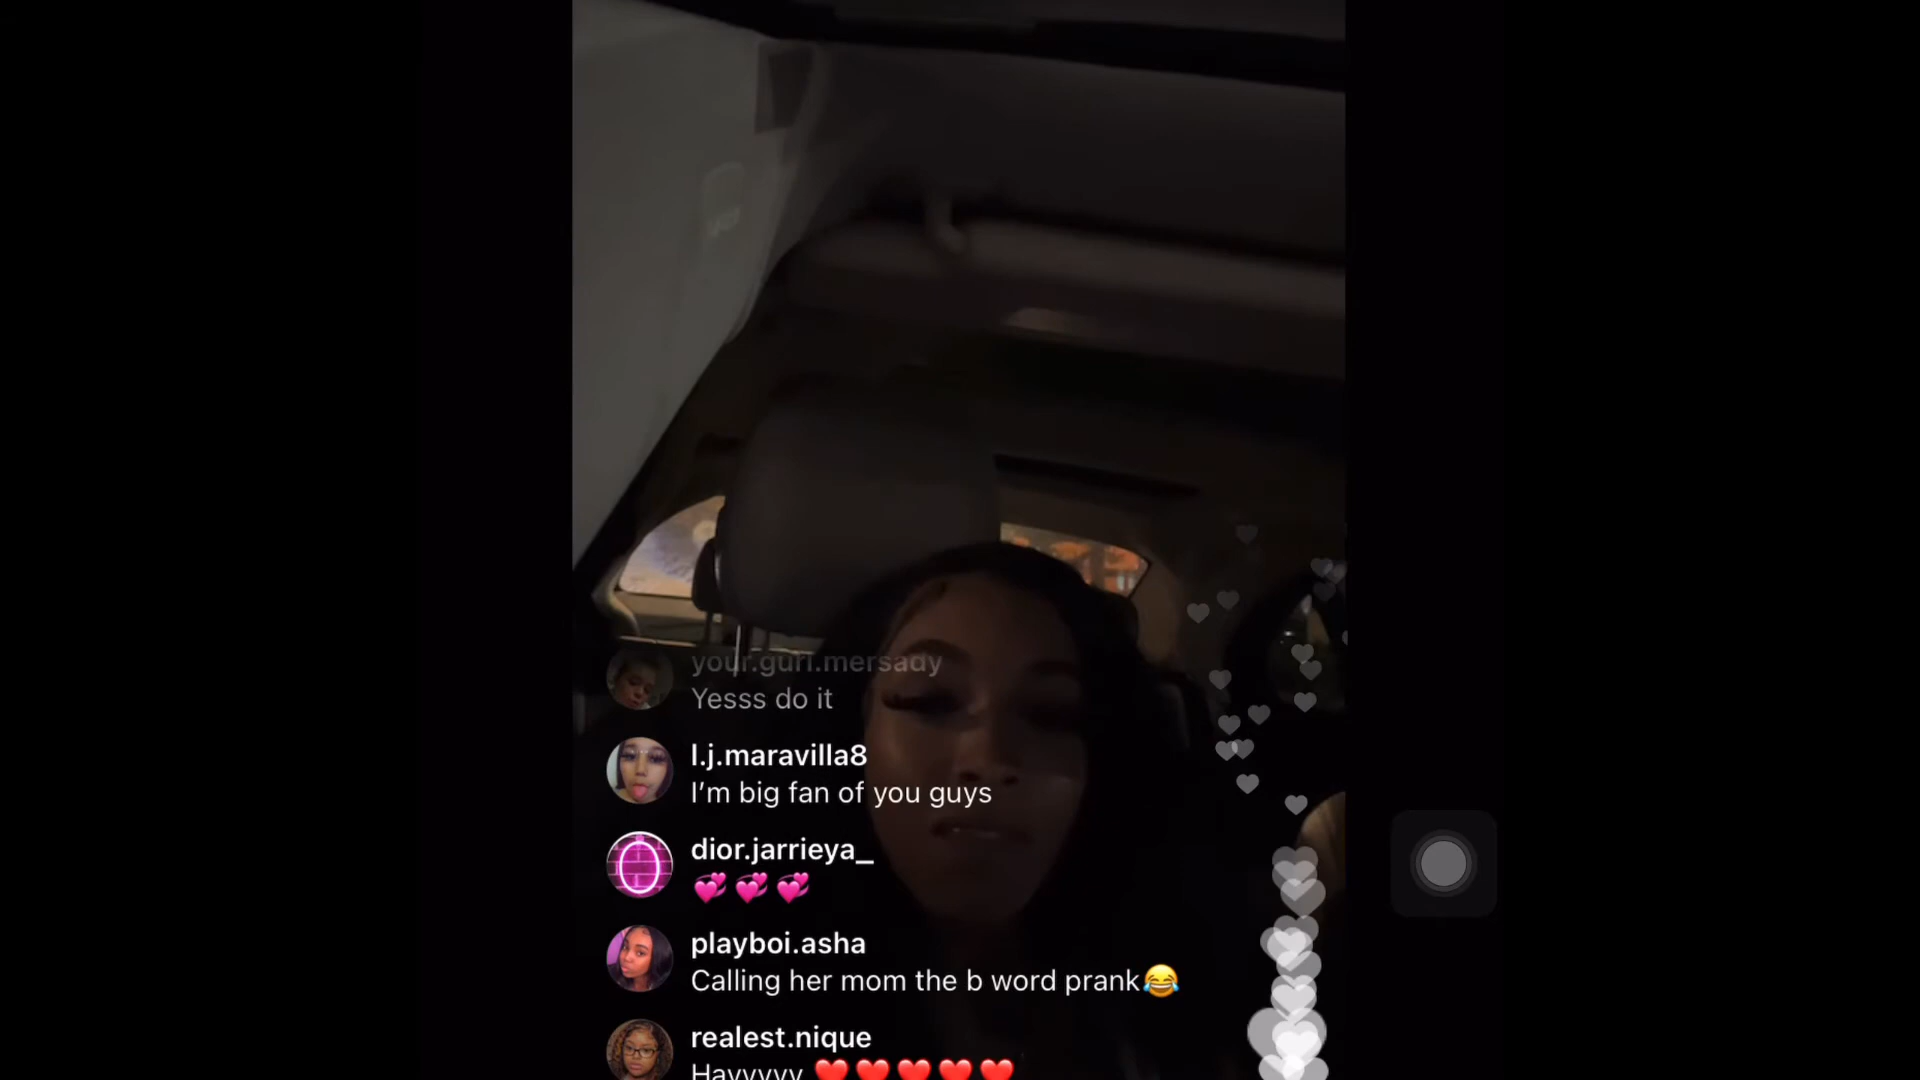 your.gurl.mersady
Yesss do it
l.j.maravilla8
I'm big fan of you guys
dior.jarrieya_
💞💞💞
playboi.asha
Calling her mom the b word prank😂
realest.nique
Hayyyyy ❤️❤️❤️❤️❤️